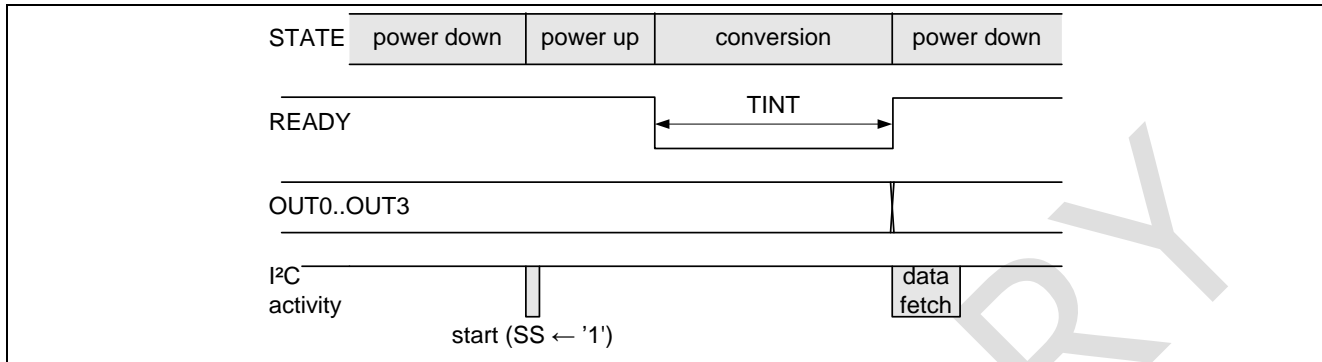 STATE power down power up conversion power down
READY TINT
OUT0..OUT3
I²C
activity
data
fetch
start (SS ← '1')
RY